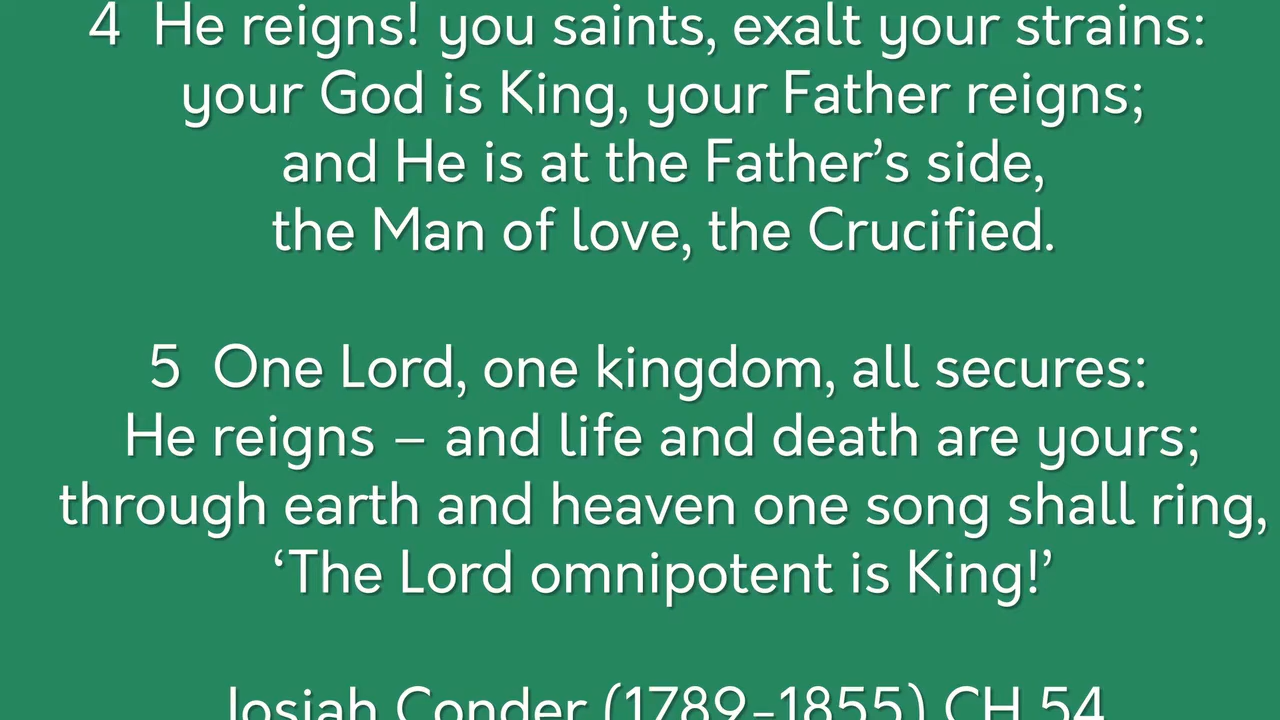 4 He reigns! you saints, exalt your strains:
your God is King, your Father reigns;
and He is at the Father’s side,
the Man of love, the Crucified.
5 One Lord, one kingdom, all secures:
He reigns – and life and death are yours;
through earth and heaven one song shall ring,
‘The Lord omnipotent is King!’
Josiah Conder (1789–1855) CH 54